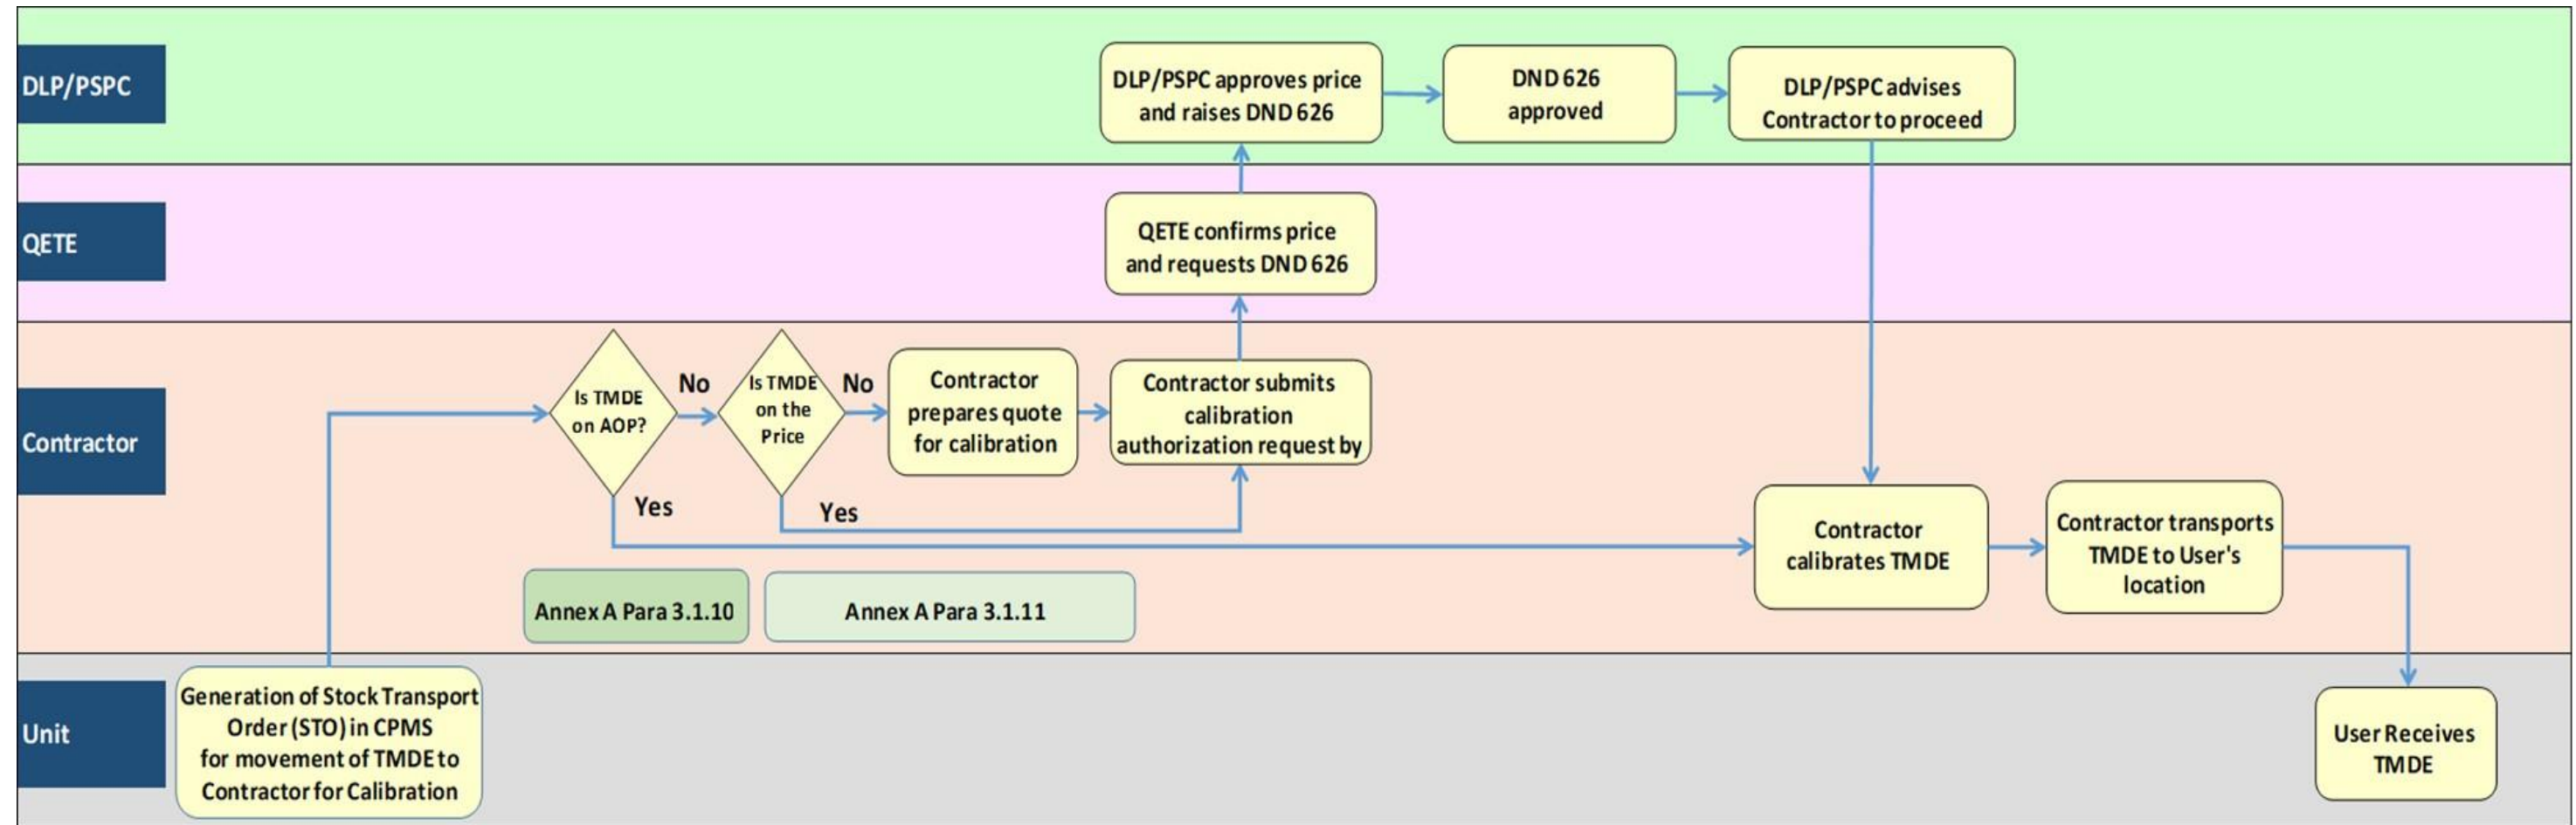 DLP/PSPC
DLP/PSPC approves price
and raises DND 626
DND 626
approved
DLP/PSPC advises
Contractor to proceed
QETE
QETE confirms price
and requests DND 626
Contractor
Is TMDE
on AOP?
No
Yes
Is TMDE
on the
Price
No
Yes
Contractor
prepares quote
for calibration
Contractor submits
calibration
authorization request by
Contractor
calibrates TMDE
Contractor transports
TMDE to User's
location
Annex A Para 3.1.10
Annex A Para 3.1.11
Unit
Generation of Stock Transport
Order (STO) in CPMS
for movement of TMDE to
Contractor for Calibration
User Receives
TMDE